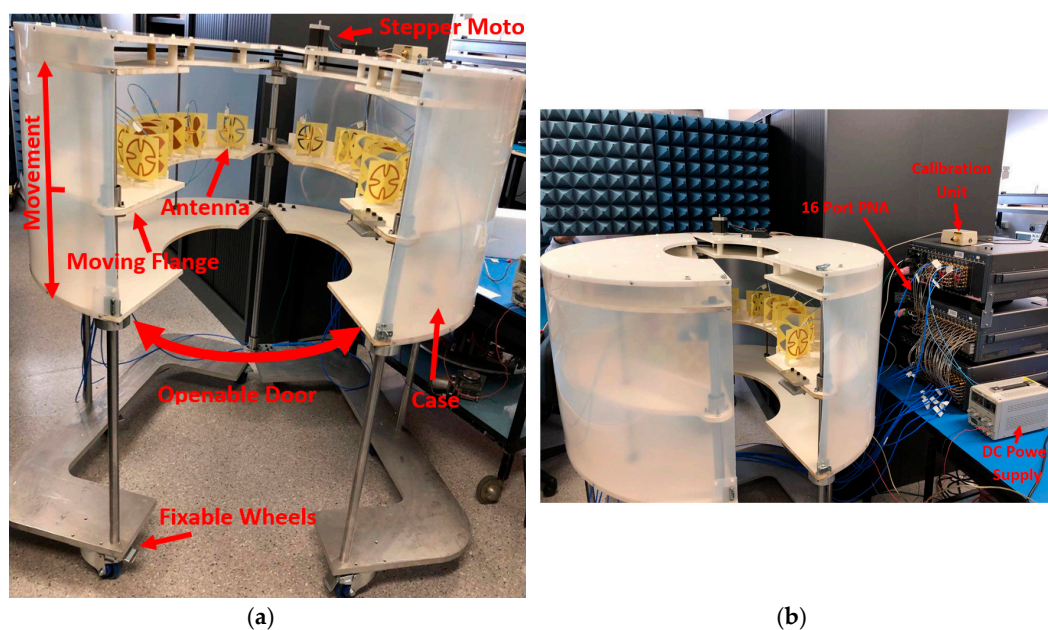 Stepper Moto
Movement
Antenna
Moving Flange
Openable Door
Case
Fixable Wheels
(a)
Calibration
Unit
16 Port PNA
DC Powe
Supply
(b)